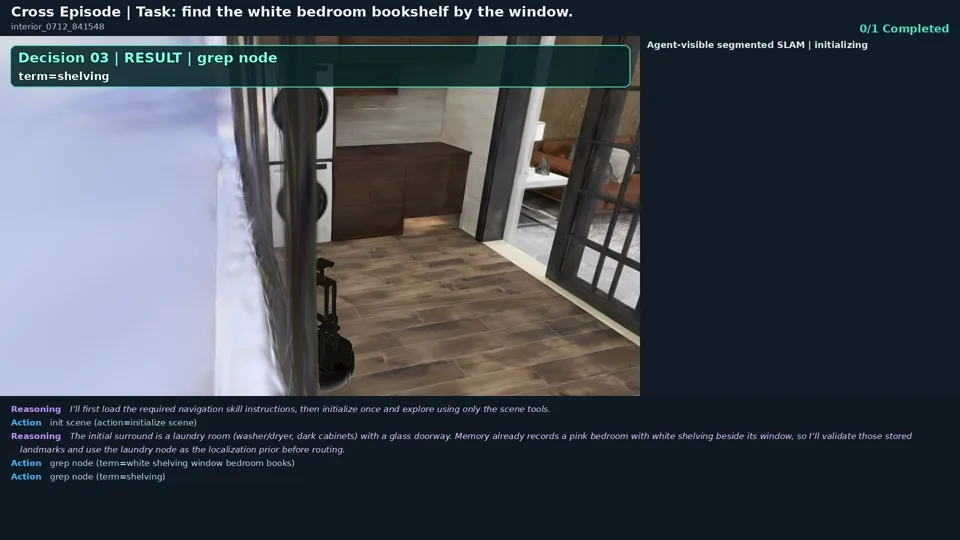 Cross Episode | Task: find the white bedroom bookshelf by the window.
interior_0712_841548
0/1 Completed
Decision 03 | RESULT | grep node
term=shelving
Agent-visible segmented SLAM | initializing
Reasoning I'll first load the required navigation skill instructions, then initialize once and explore using only the scene tools.
Action init scene (action=initialize scene)
Reasoning The initial surround is a laundry room (washer/dryer, dark cabinets) with a glass doorway. Memory already records a pink bedroom with white shelving beside its window, so I'll validate those stored
landmarks and use the laundry node as the localization prior before routing.
Action grep node (term=white shelving window bedroom books)
Action grep node (term=shelving)